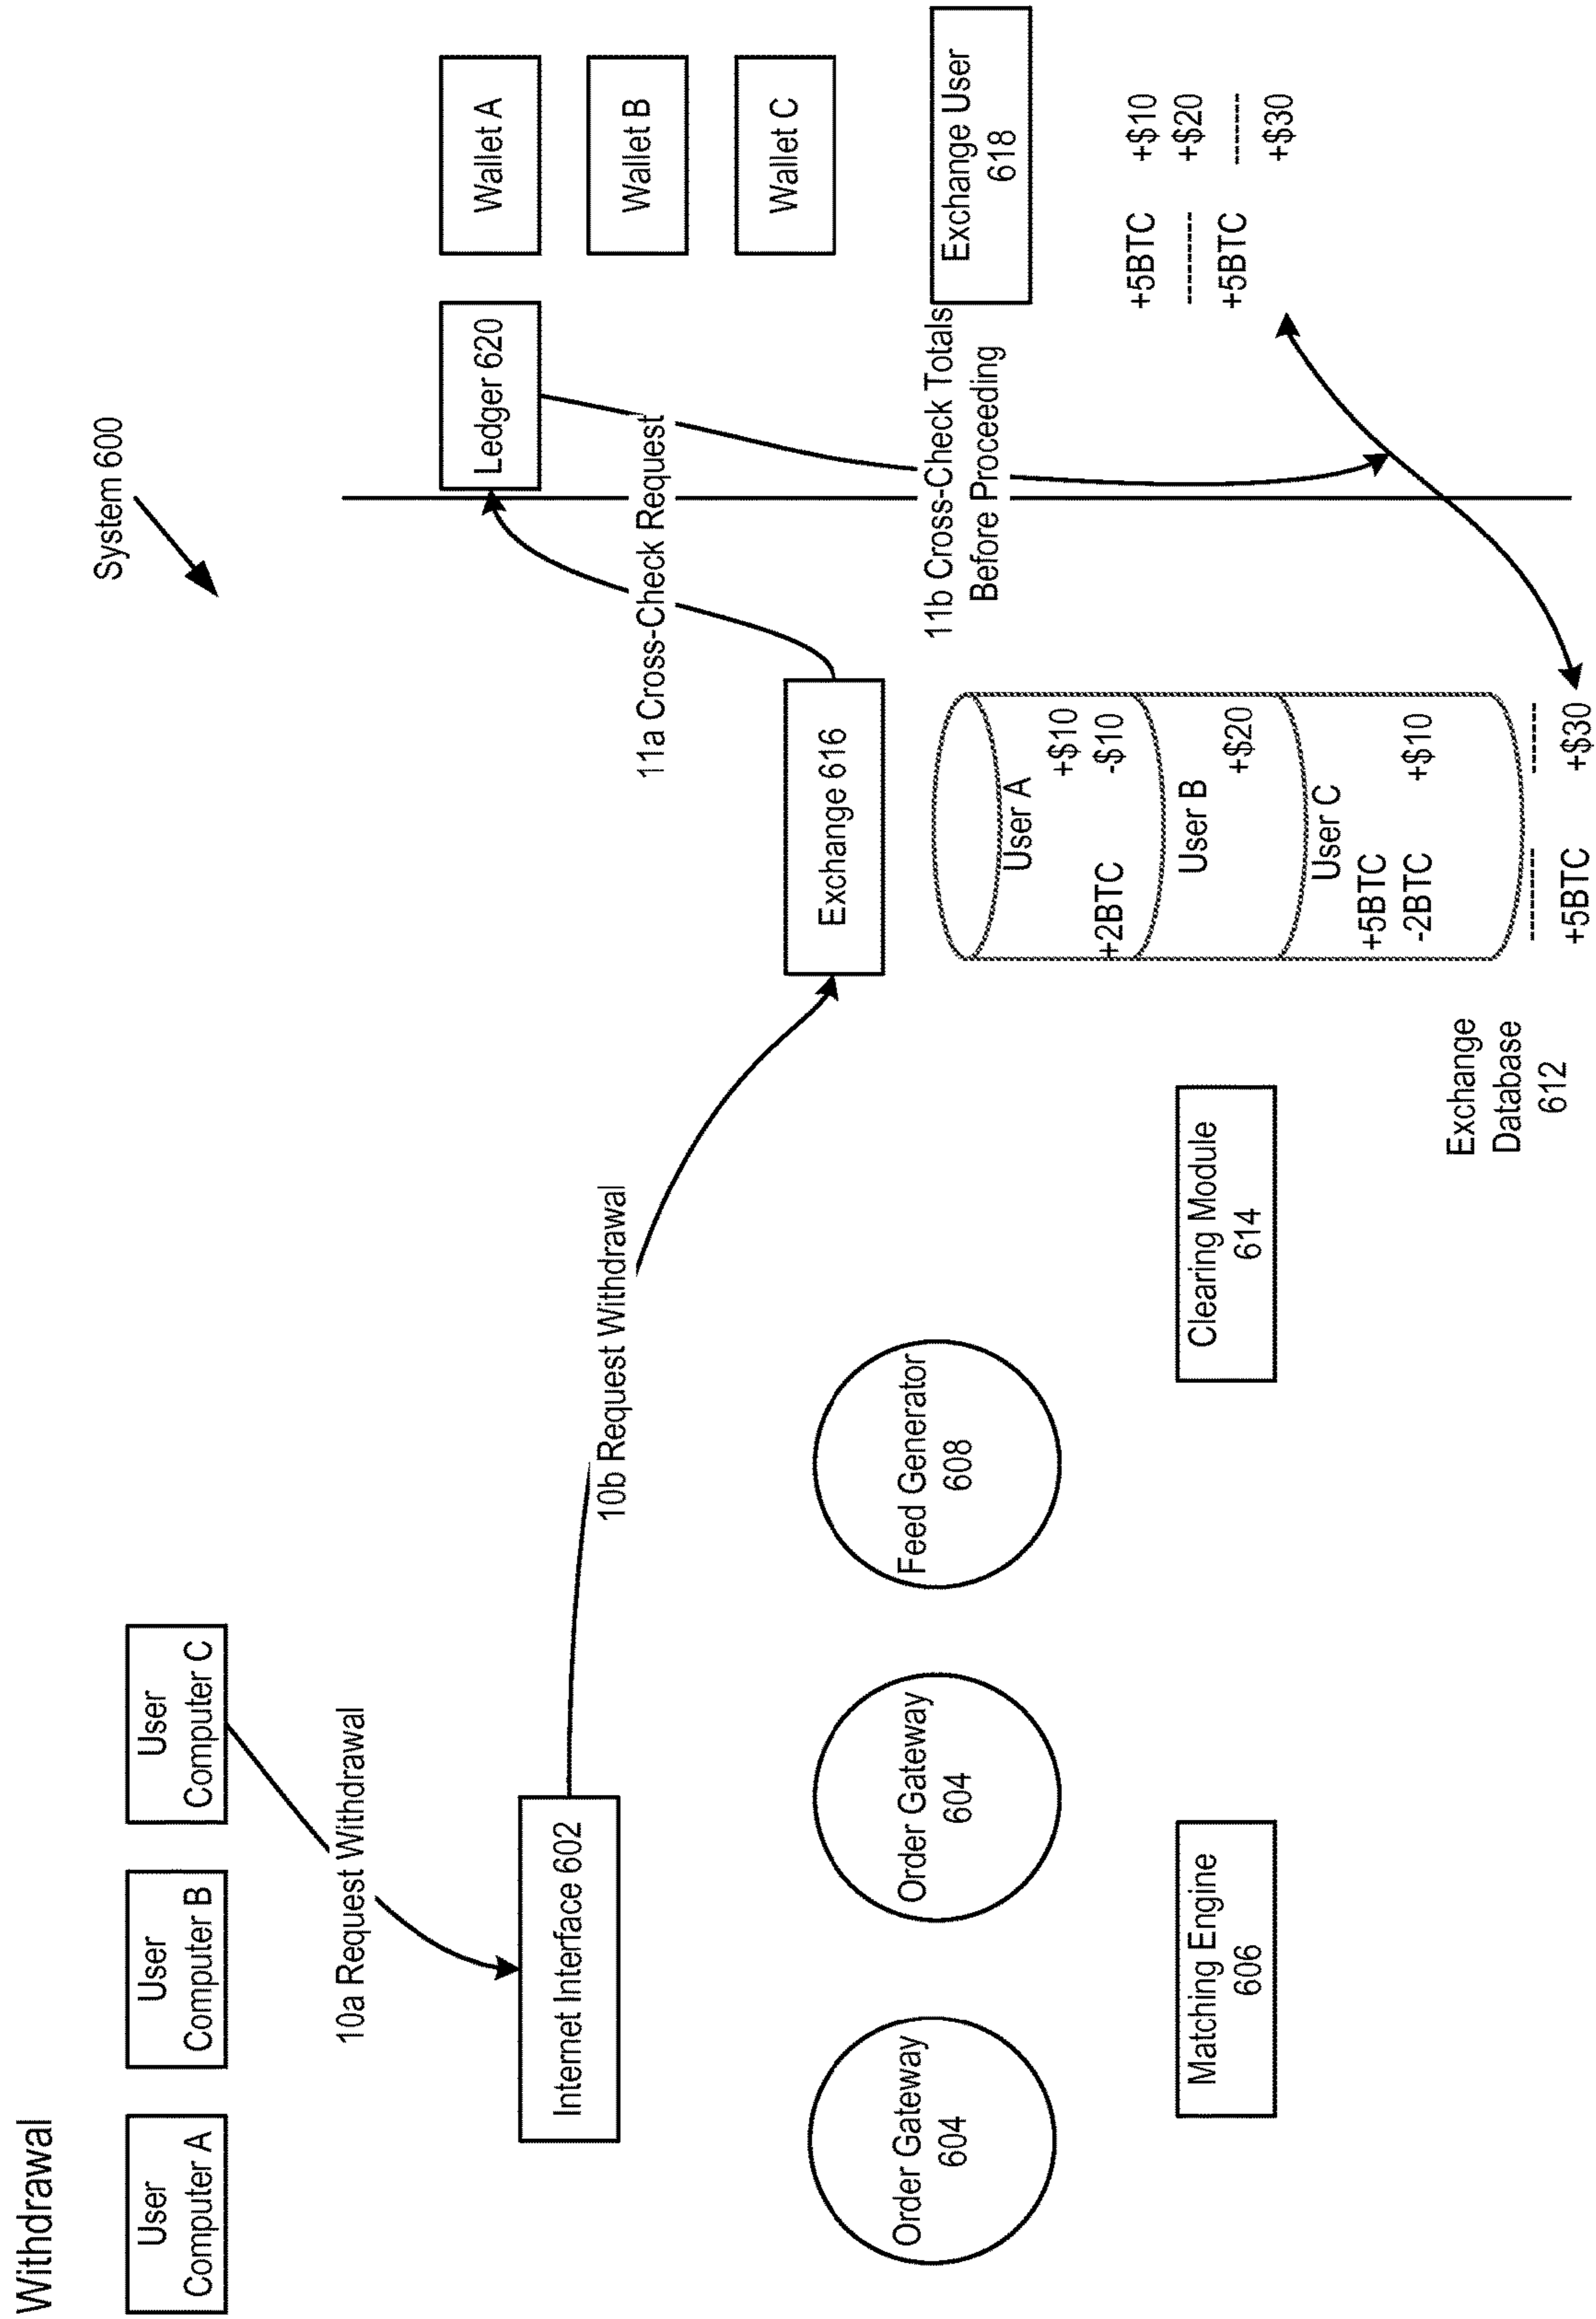 Withdrawal
System 600
User
Computer A
User
Computer B
User
Computer C
10a Request Withdrawal
Internet Interface 602
10b Request Withdrawal
11a Cross-Check Request
Ledger 620
Wallet A
Wallet B
Wallet C
Order Gateway
604
Order Gateway
604
Feed Generator
608
Exchange 616
11b Cross-Check Totals
Before Proceeding
Exchange User
618
Matching Engine
606
Clearing Module
614
User A
+$10
+2BTC -$10
User B
+$20
User C
+5BTC
-2BTC +$10
--------- -------
+5BTC +$30
Exchange
Database
612
+5BTC +$10
--------- +$20
+5BTC -------
+$30